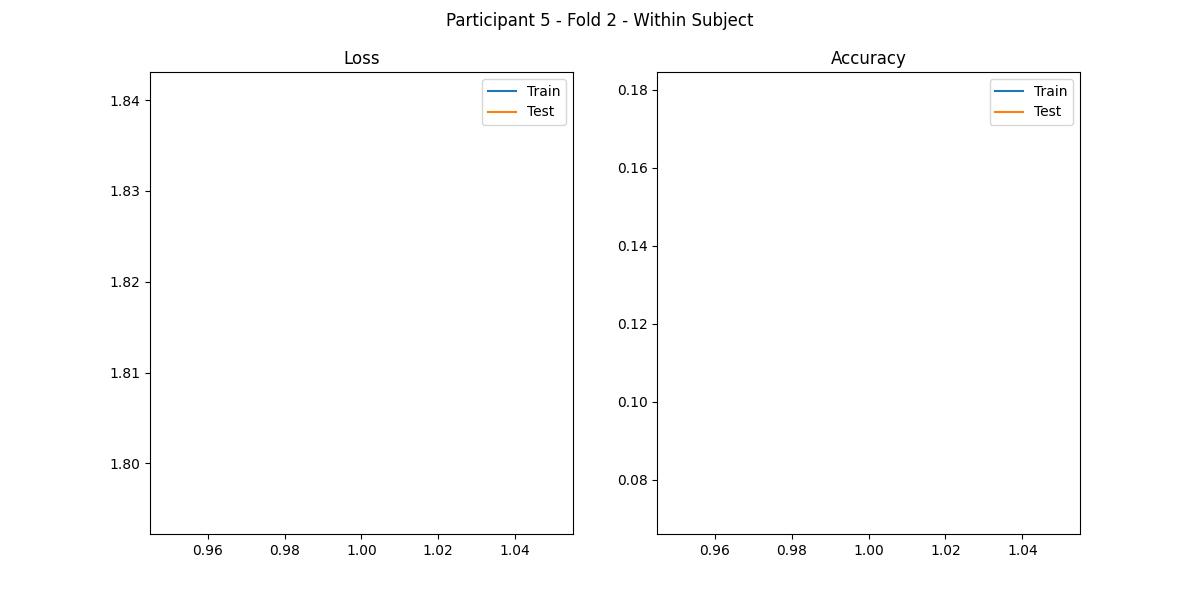 Participant 5 - Fold 2 - Within Subject
Loss
Train
Test
1.84
1.83
1.82
1.81
1.80
0.96 0.98 1.00 1.02 1.04
Accuracy
Train
Test
0.18
0.16
0.14
0.12
0.10
0.08
0.96 0.98 1.00 1.02 1.04